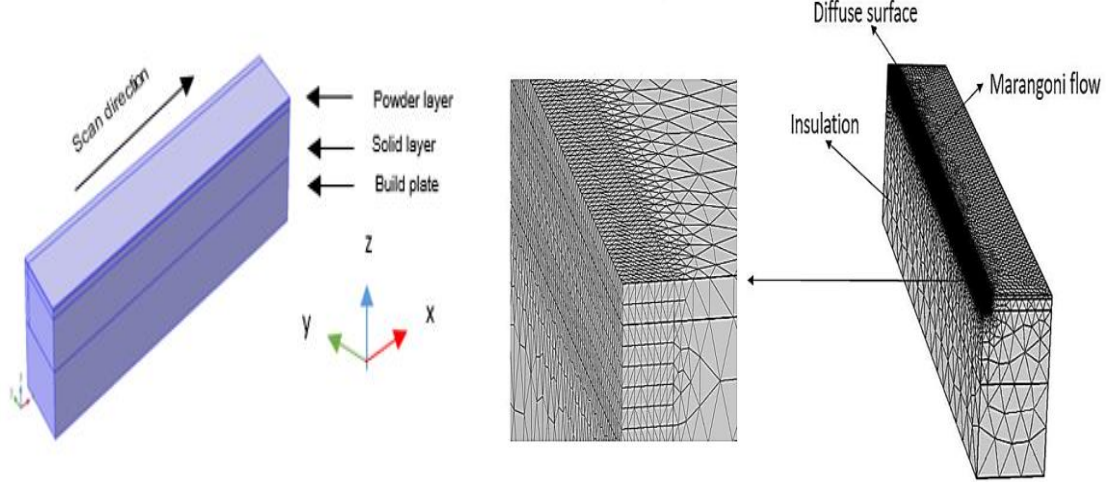 Scan direction
Powder layer
Solid layer
Build plate
z
y
x
Diffuse surface
Marangoni flow
Insulation